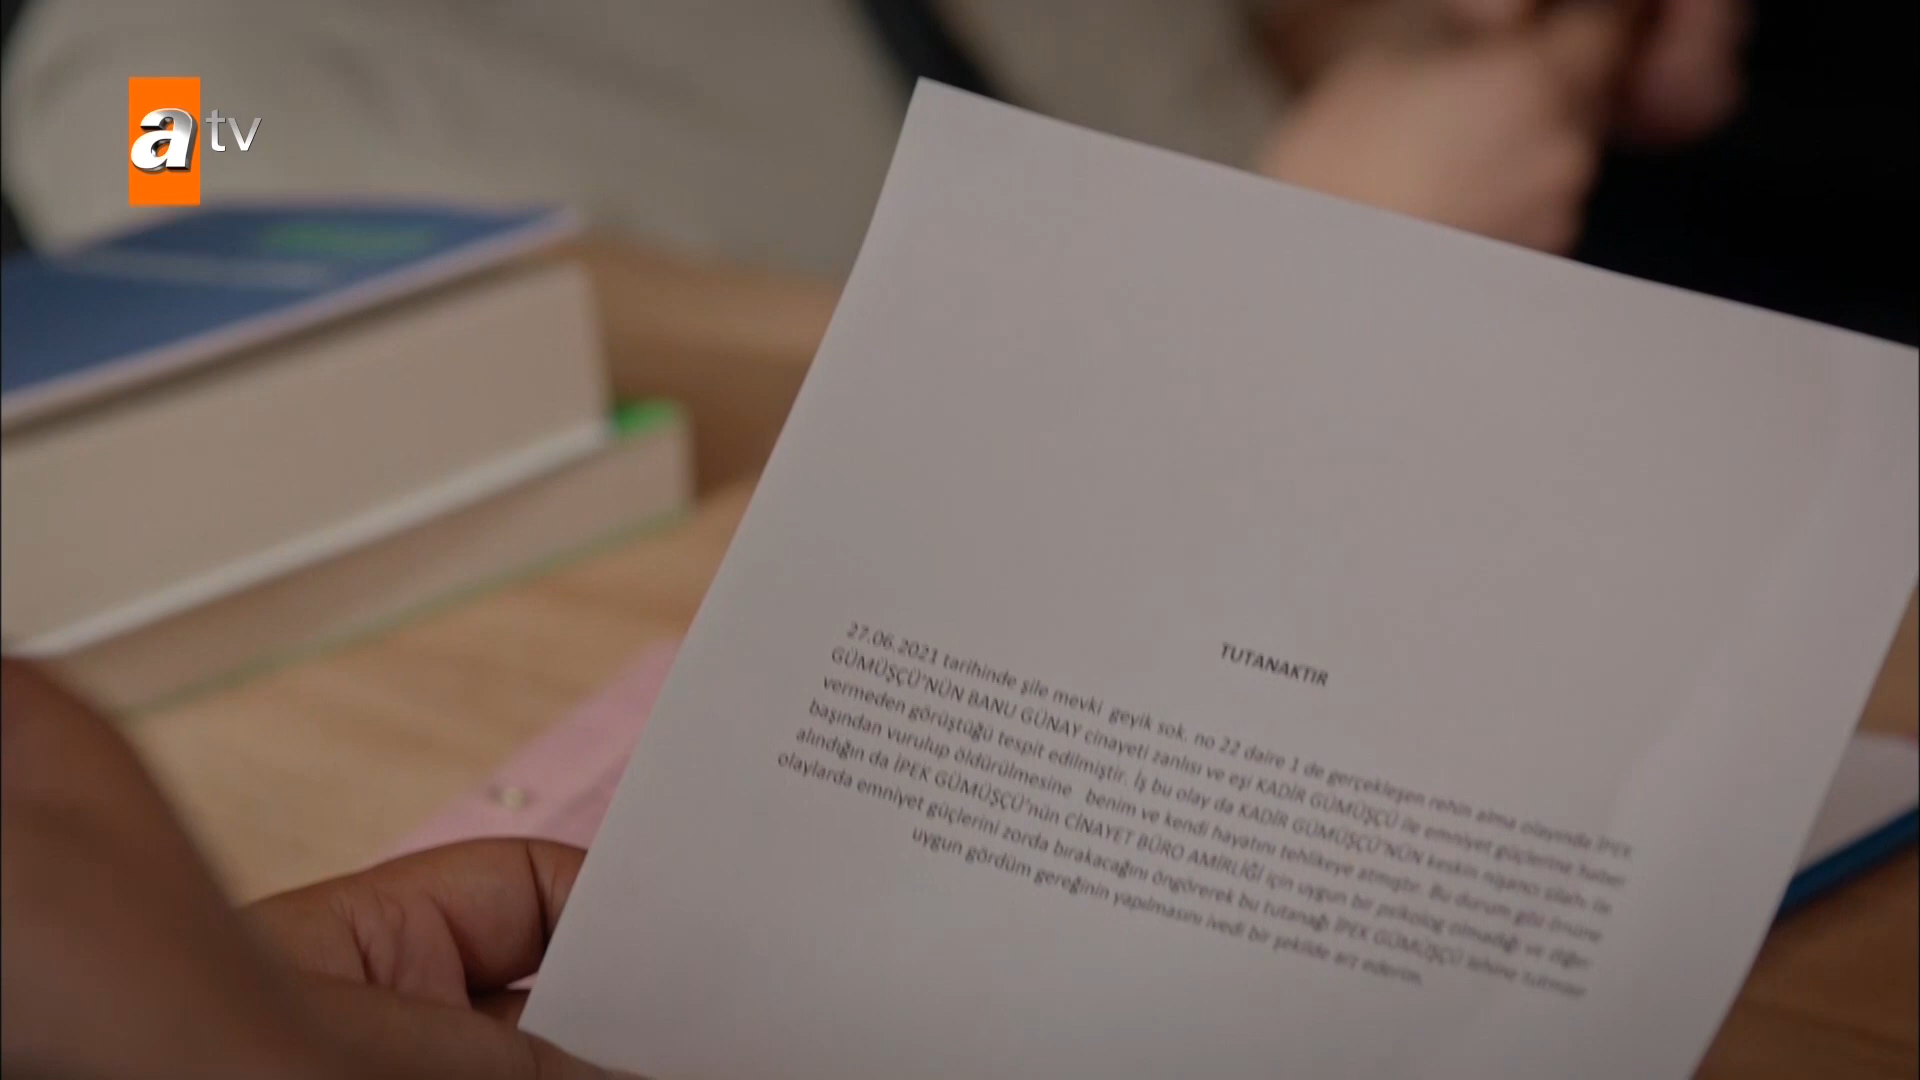 atv
TUTANAKTIR
27.06.2021 tarihinde şile mevki geyik sok. no 22 daire 1 de gerçekleşen rehin alma olayında İPEK
GÜMÜŞÇÜ'NÜN BANU GÜNAY cinayeti zanlısı ve eşi KADİR GÜMÜŞÇÜ ile emniyet güçlerine haber
vermeden görüştüğü tespit edilmiştir. İş bu olay da KADİR GÜMÜŞÇÜ'NÜN keskin nişancı silahı ile
başından vurulup öldürülmesine benim ve kendi hayatını tehlikeye atmıştır. Bu durum göz önüne
alındığın da İPEK GÜMÜŞÇÜ'nün CİNAYET BÜRO AMİRLİĞİ için uygun bir psikolog olmadığı ve diğer
olaylarda emniyet güçlerini zorda bırakacağını öngörerek bu tutanağı İPEK GÜMÜŞÇÜ lehine tutmayı
uygun gördüm gereğinin yapılmasını ivedi bir şekilde arz ederim.